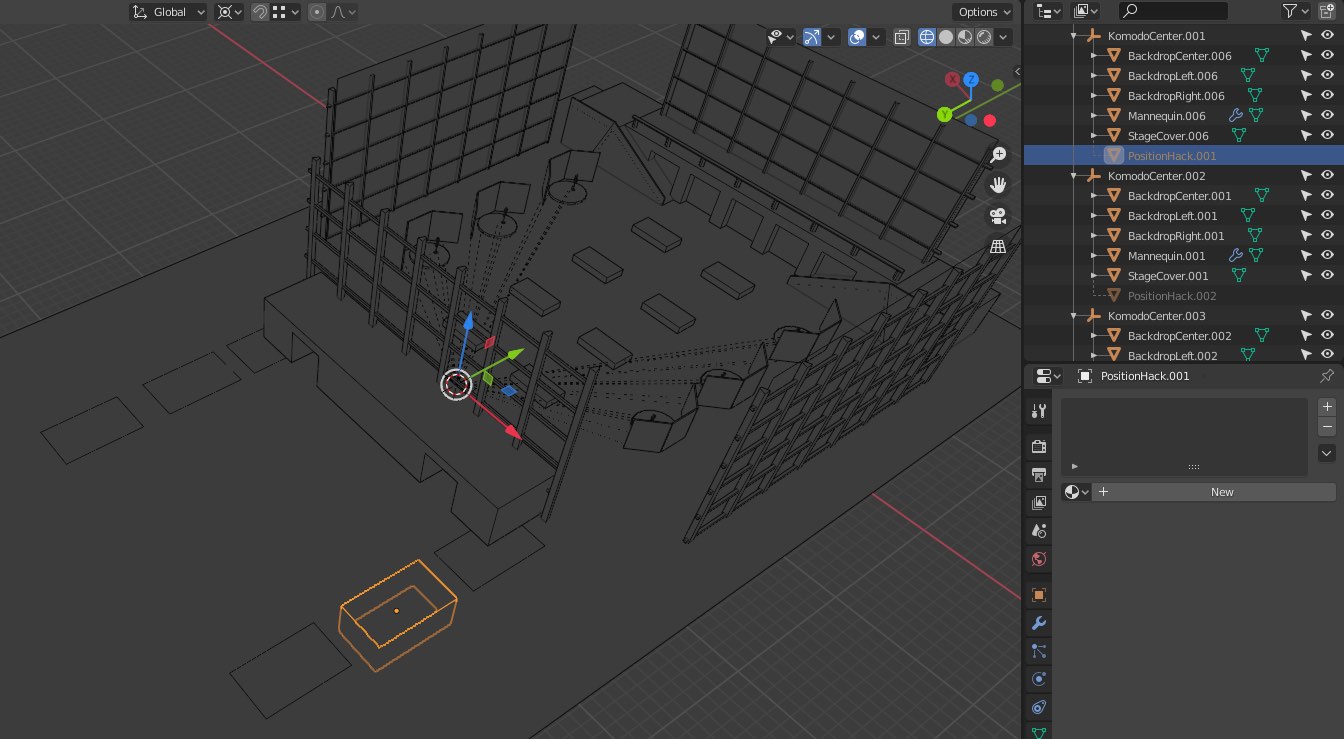 Global
Options
X
Z
Y
KomodoCenter.001
BackdropCenter.006
BackdropLeft.006
BackdropRight.006
Mannequin.006
StageCover.006
PositionHack.001
KomodoCenter.002
BackdropCenter.001
BackdropLeft.001
BackdropRight.001
Mannequin.001
StageCover.001
PositionHack.002
KomodoCenter.003
BackdropCenter.002
BackdropLeft.002
PositionHack.001
New